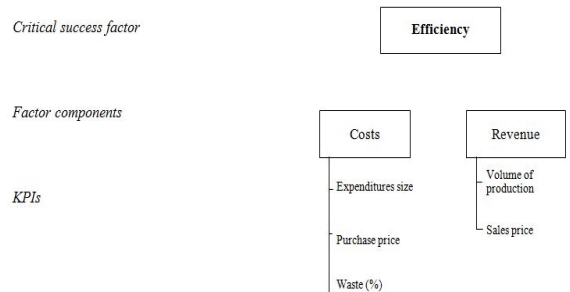 Critical success factor
Efficiency
Factor components
Costs
Revenue
KPIs
Expenditures size
Volume of
production
Purchase price
Sales price
Waste (%)